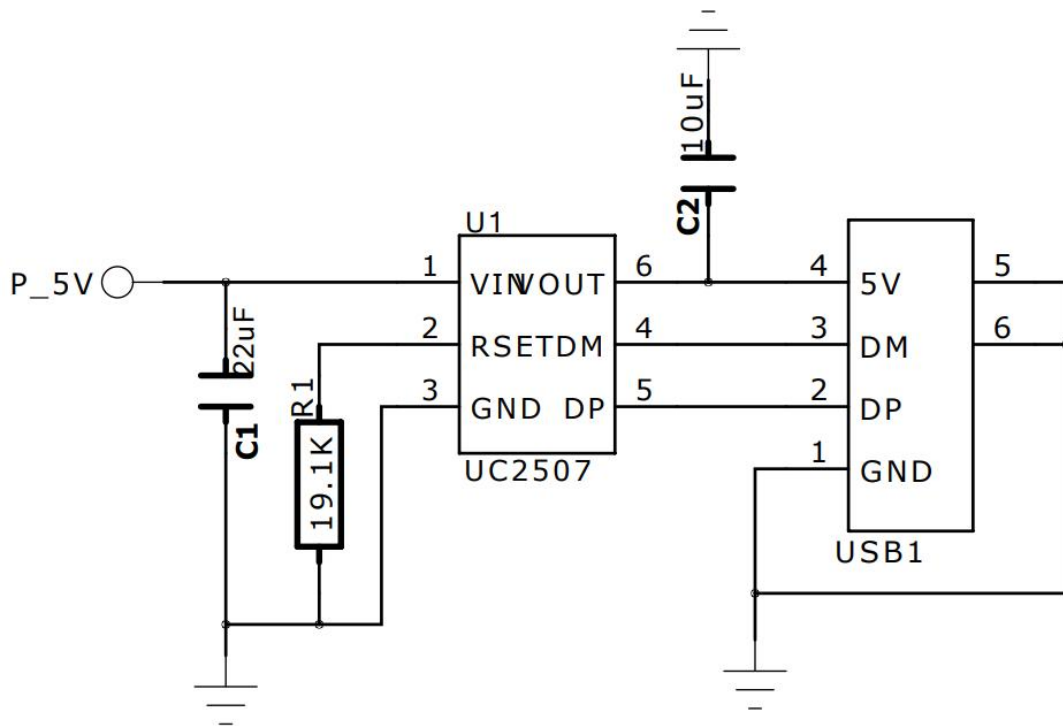 10uF
C2
U1
P_5V
1
VIN
VOUT
6
4
5V
5
2
RSET
DM
4
3
DM
6
22uF
C1
R1
19.1K
3
GND
DP
5
2
DP
1
GND
UC2507
USB1